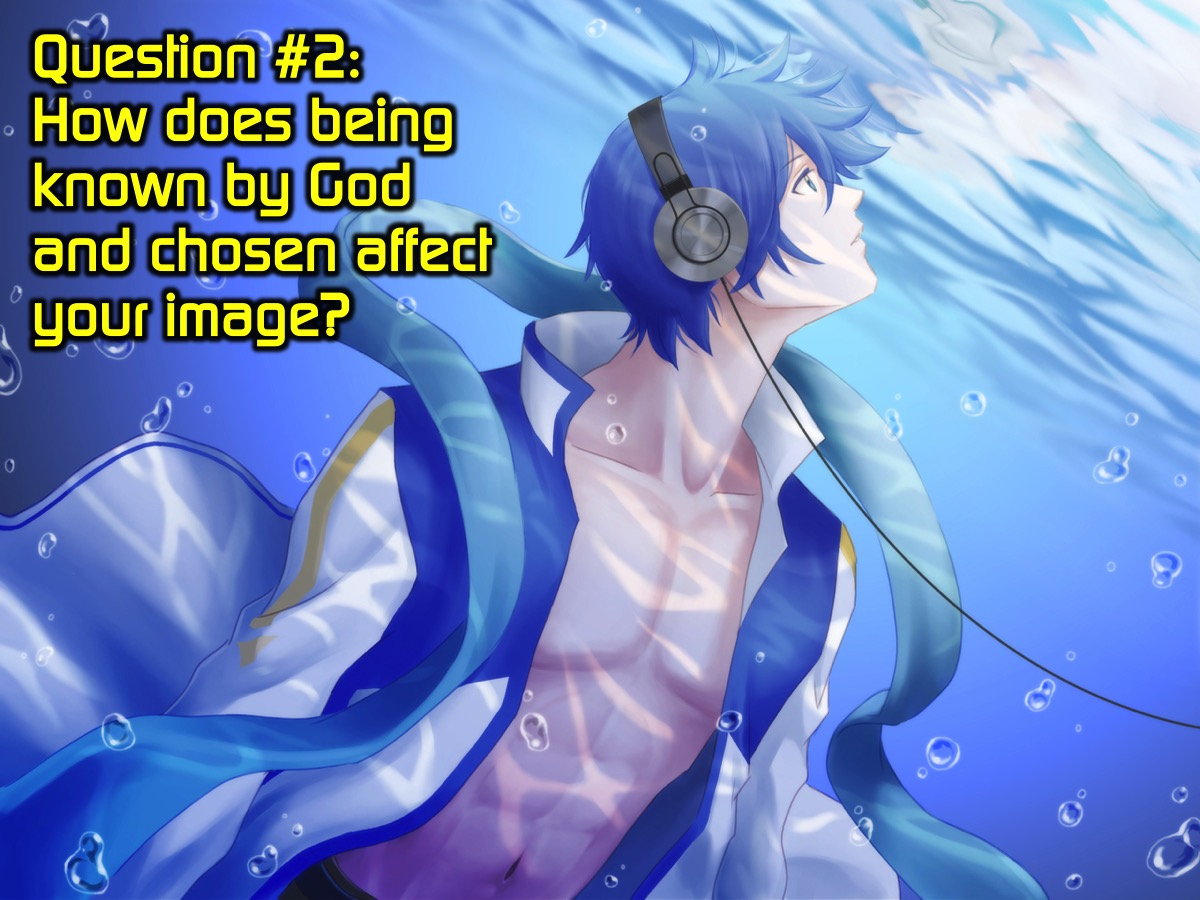 Question #2:
How does being
known by God
and chosen affect
your image?